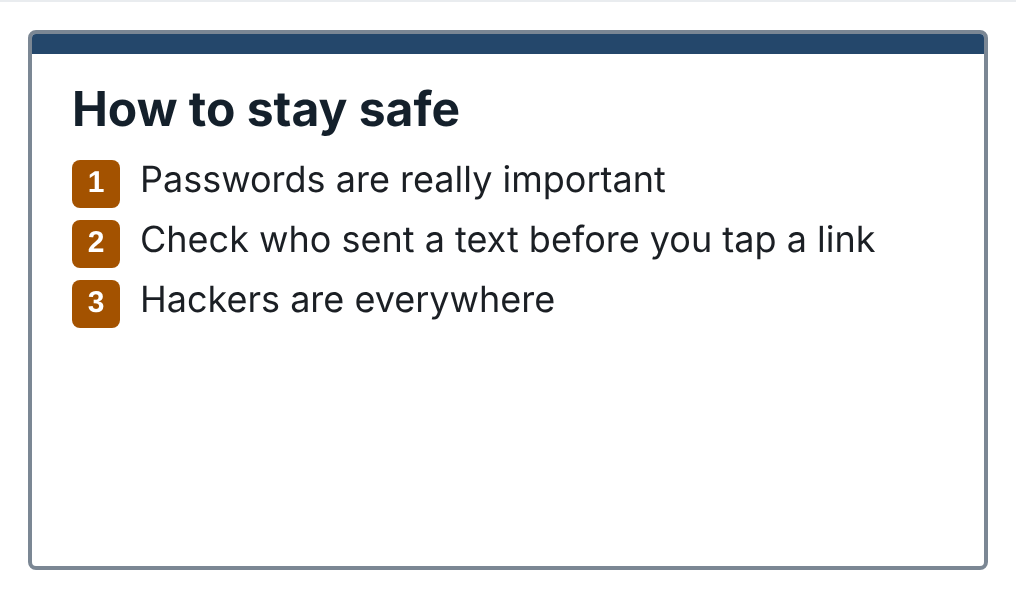 How to stay safe
1 Passwords are really important
2 Check who sent a text before you tap a link
3 Hackers are everywhere